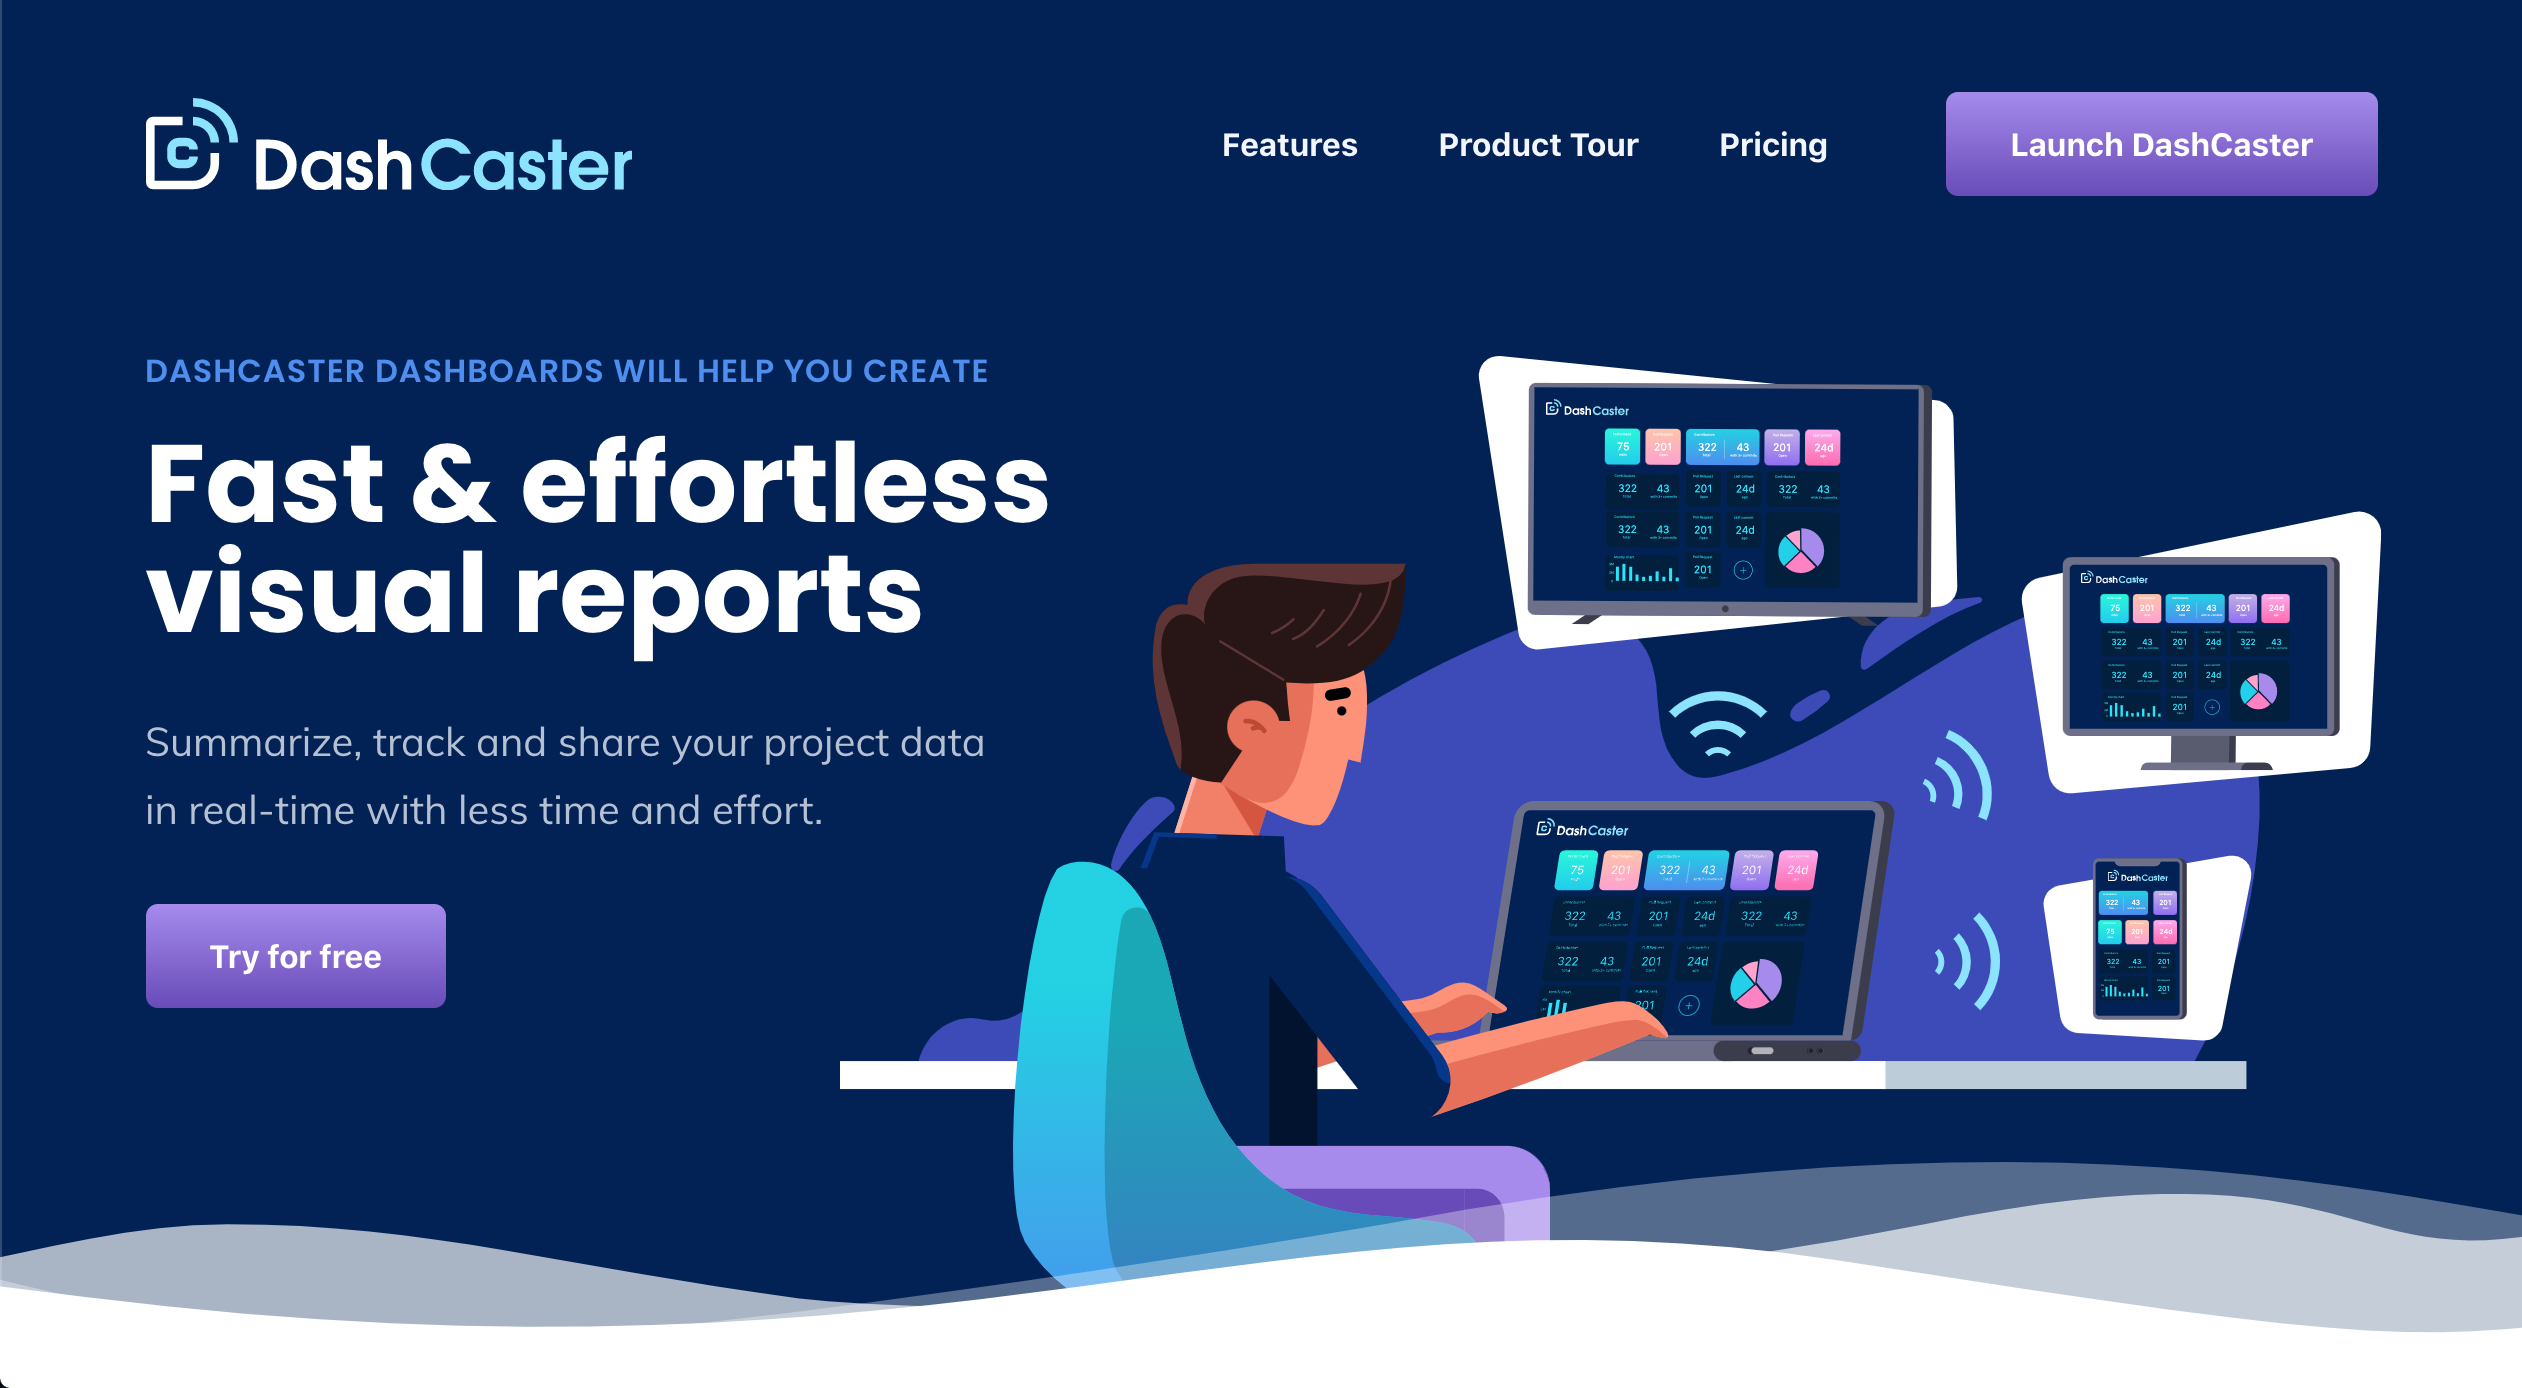 DashCaster
Features
Product Tour
Pricing
Launch DashCaster
DASHCASTER DASHBOARDS WILL HELP YOU CREATE
Fast & effortless
visual reports
Summarize, track and share your project data
in real-time with less time and effort.
Try for free
DashCaster
75 201 322 43 201 24d
322 43 201 24d 322 43
322 43 201 24d
201
DashCaster
75 201 322 43 201 24d
322 43 201 24d 322 43
322 43 201 24d
201
DashCaster
75 201 322 43 201 24d
322 43 201 24d 322 43
322 43 201 24d
201
DashCaster
322 43 201
75 201 24d
322 43 201
201